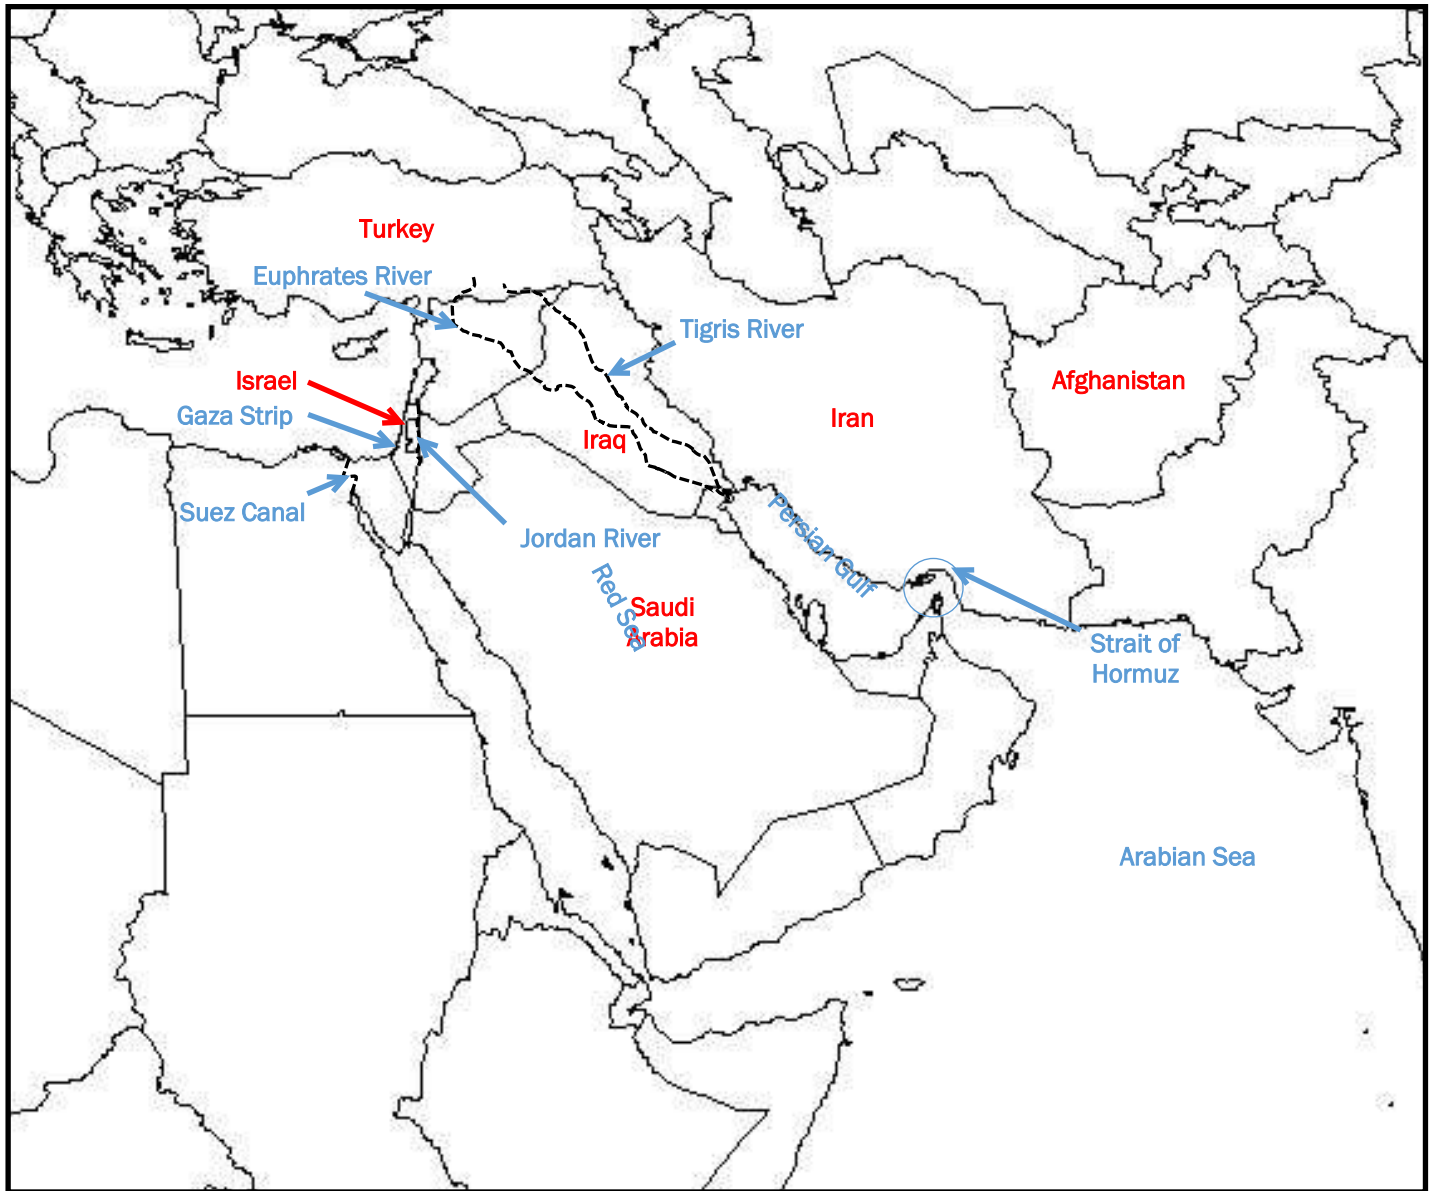 Turkey
Euphrates River
Tigris River
Israel
Afghanistan
Gaza Strip
Iran
Iraq
Suez Canal
Jordan River
Persian Gulf
Red Sea
Saudi
Arabia
Strait of
Hormuz
Arabian Sea